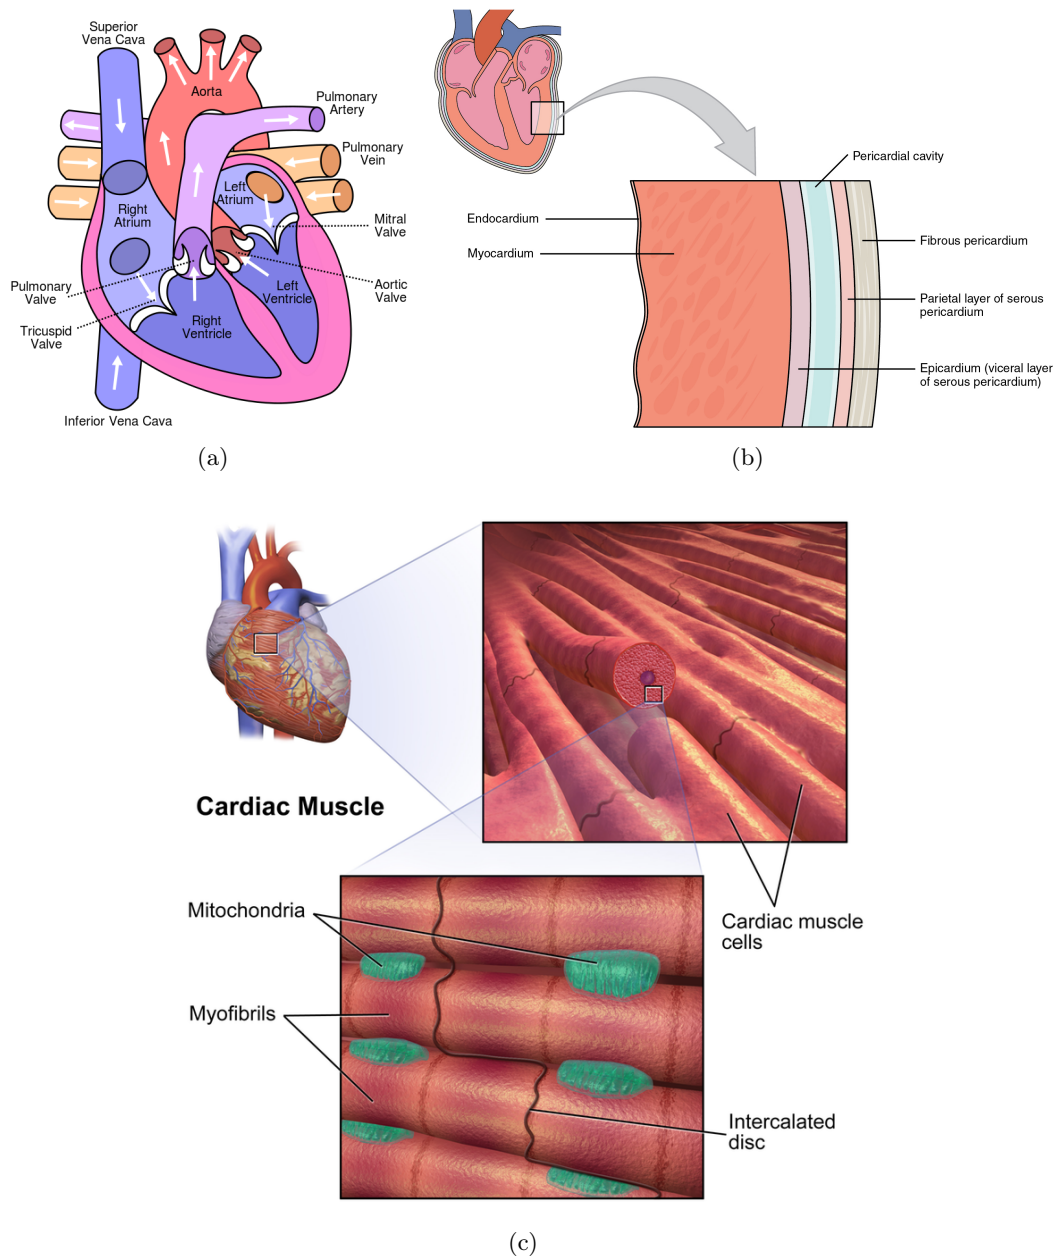 Superior
Vena Cava
Aorta
Pulmonary
Artery
Pulmonary
Vein
Left
Atrium
Right
Atrium
Mitral
Valve
Pulmonary
Valve
Aortic
Valve
Left
Ventricle
Tricuspid
Valve
Right
Ventricle
Inferior Vena Cava
(a)
Pericardial cavity
Endocardium
Myocardium
Fibrous pericardium
Parietal layer of serous
pericardium
Epicardium (viceral layer
of serous pericardium)
(b)
Cardiac Muscle
Cardiac muscle
cells
Mitochondria
Myofibrils
Intercalated
disc
(c)